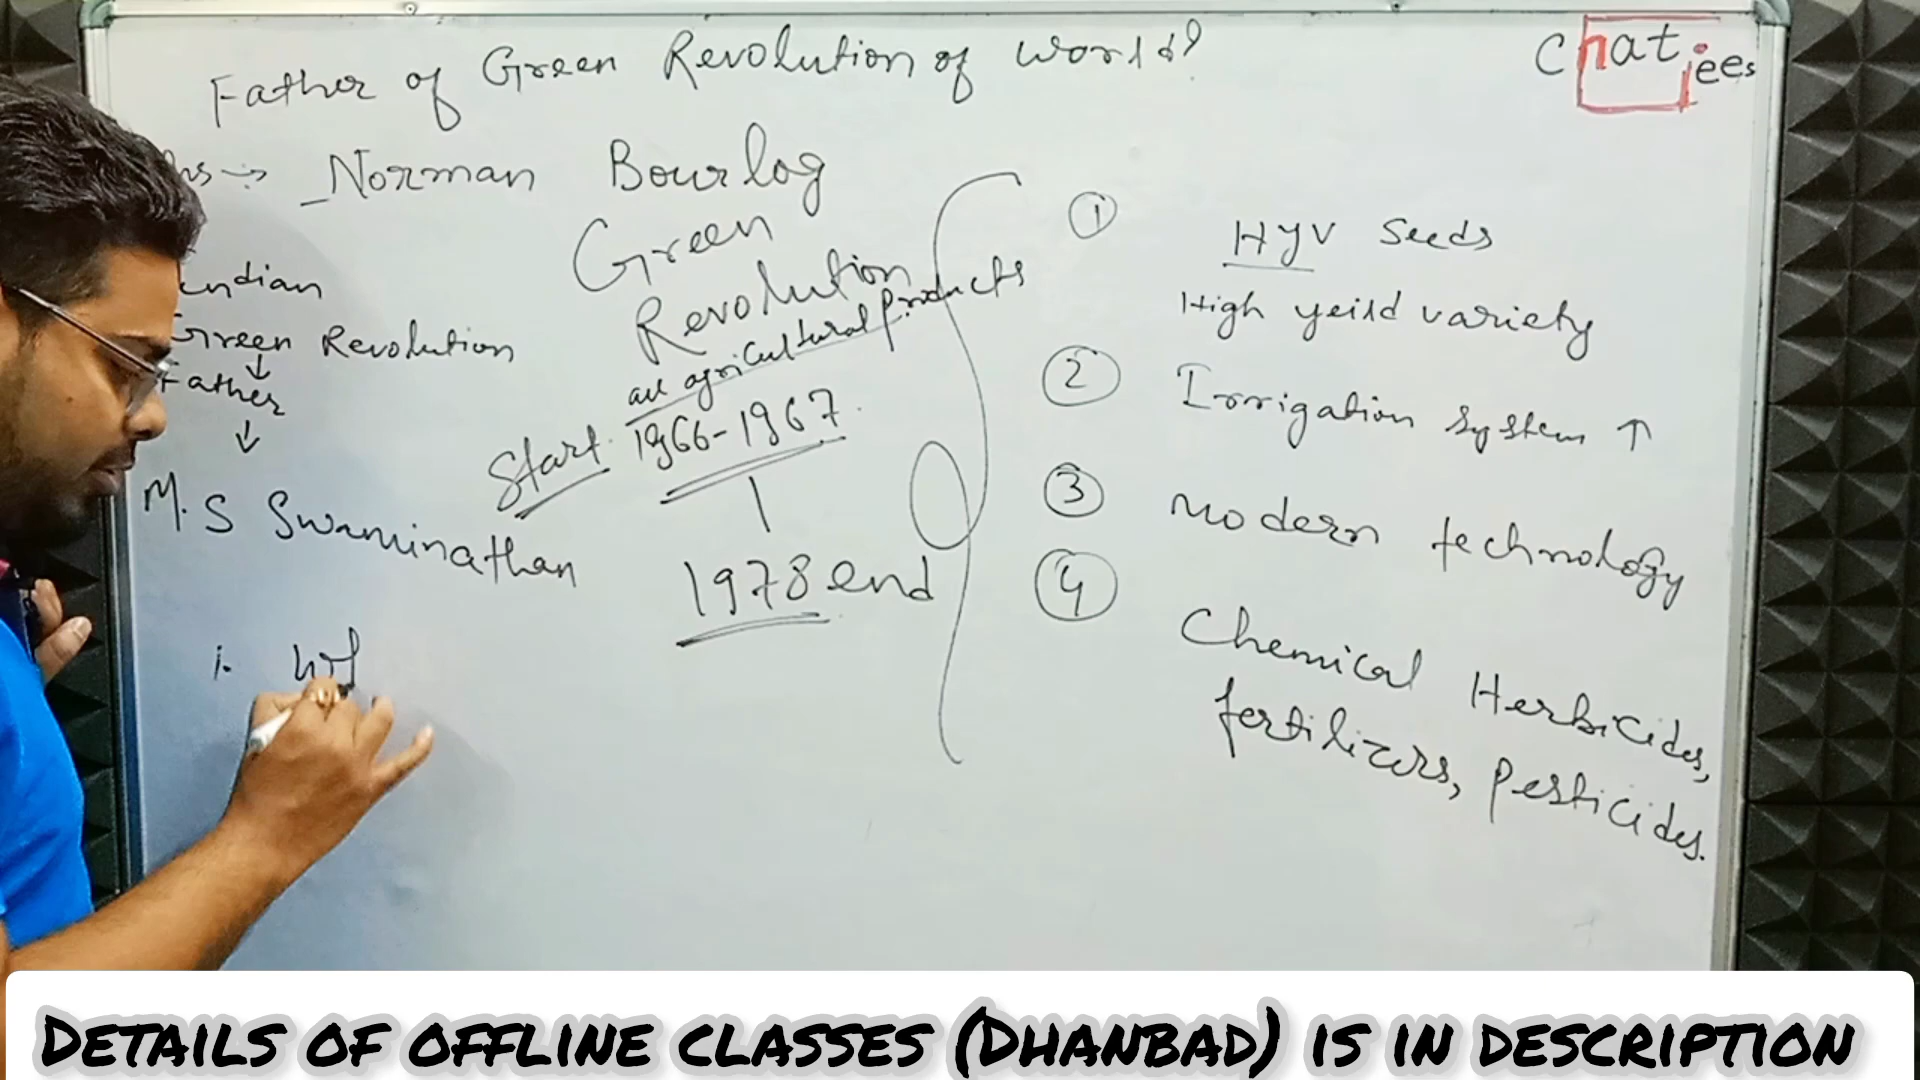 Father of Green Revolution of world?
Chatjees
Ans → Norman Bourlog
Indian
Green Revolution
↓
Father
↓
M. S Swaminathan
i.
Green
Revolution
all agricultural products
Start 1966-1967
1978 end
① HYV Seeds
High yeild variety
② Irrigation system ↑
③ Modern technology
④ Chemical Herbicides,
fertilizers, Pesticides.
DETAILS OF OFFLINE CLASSES (DHANBAD) IS IN DESCRIPTION